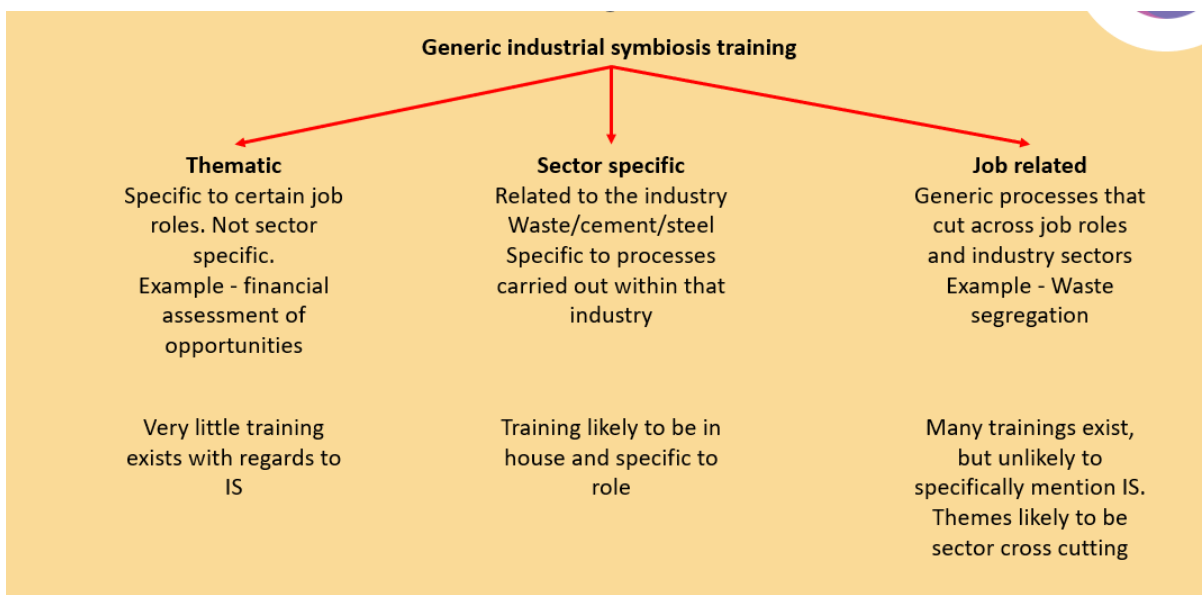 Generic industrial symbiosis training
Thematic
Specific to certain job
roles. Not sector
specific.
Example - financial
assessment of
opportunities
Very little training
exists with regards to
IS
Sector specific
Related to the industry
Waste/cement/steel
Specific to processes
carried out within that
industry
Training likely to be in
house and specific to
role
Job related
Generic processes that
cut across job roles
and industry sectors
Example - Waste
segregation
Many trainings exist,
but unlikely to
specifically mention IS.
Themes likely to be
sector cross cutting